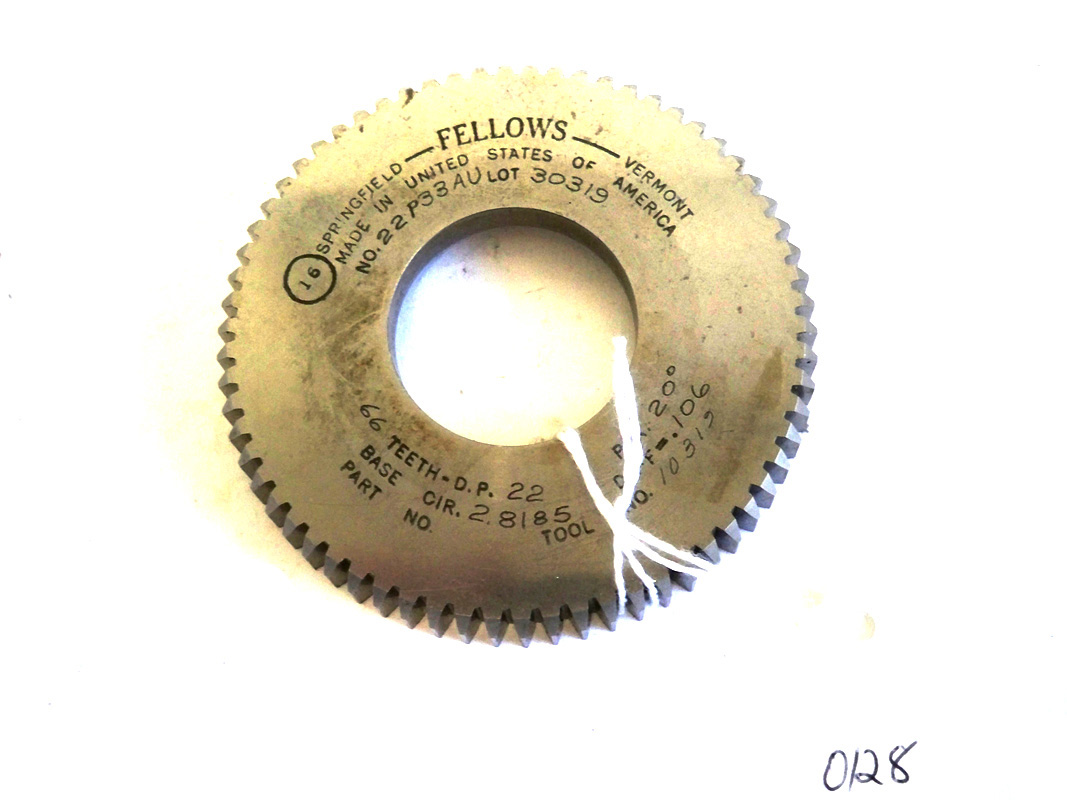 FELLOWS
SPRINGFIELD VERMONT
MADE IN UNITED STATES OF AMERICA
NO. 22P33AU LOT 30319
16
66 TEETH-D.P. 22 20°
BASE CIR. 2.8185 F=.106
PART NO. TOOL NO.
0128